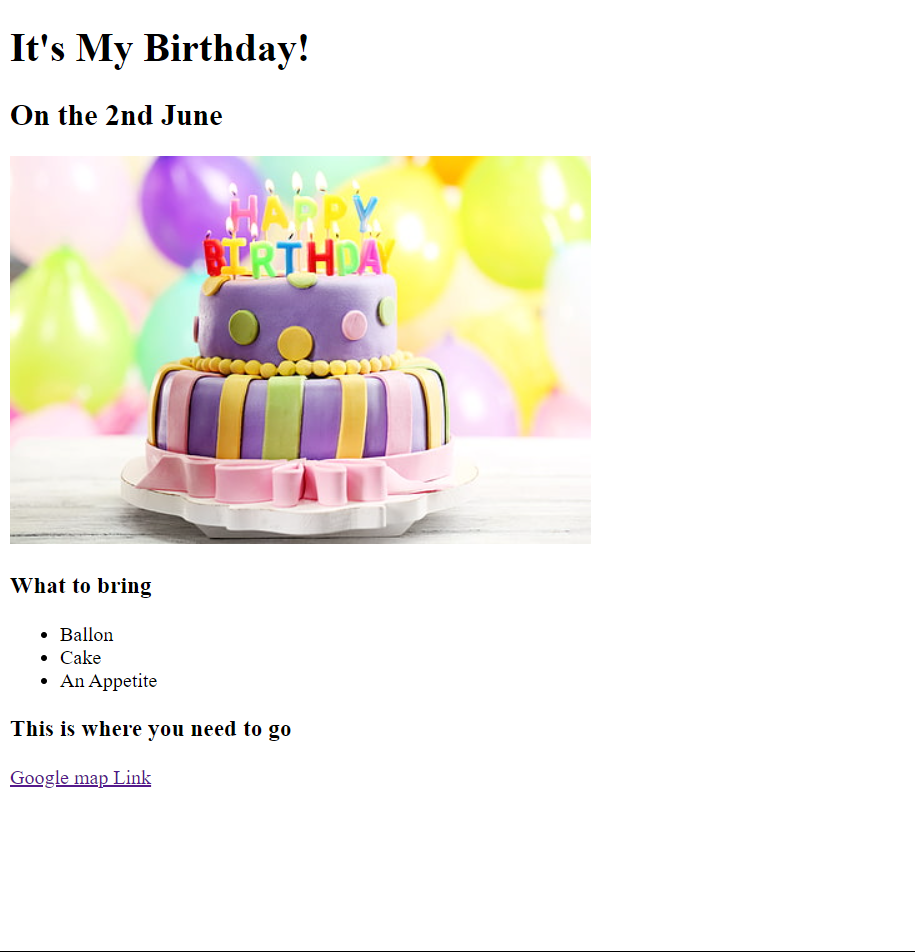 It's My Birthday!
On the 2nd June
HAPPY
BIRTHDAY
What to bring
Ballon
Cake
An Appetite
This is where you need to go
Google map Link